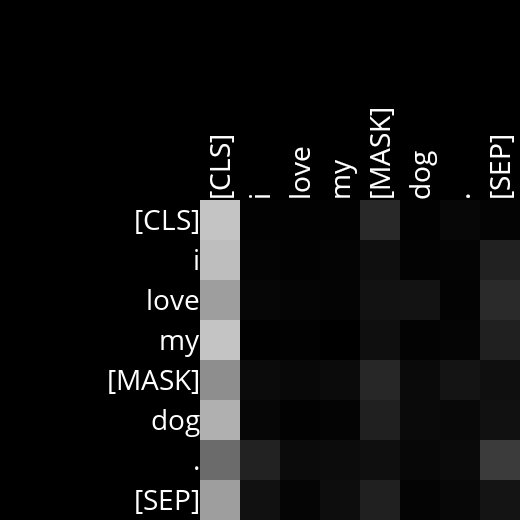 [CLS] i love my [MASK] dog . [SEP]
[CLS]
i
love
my
[MASK]
dog
.
[SEP]